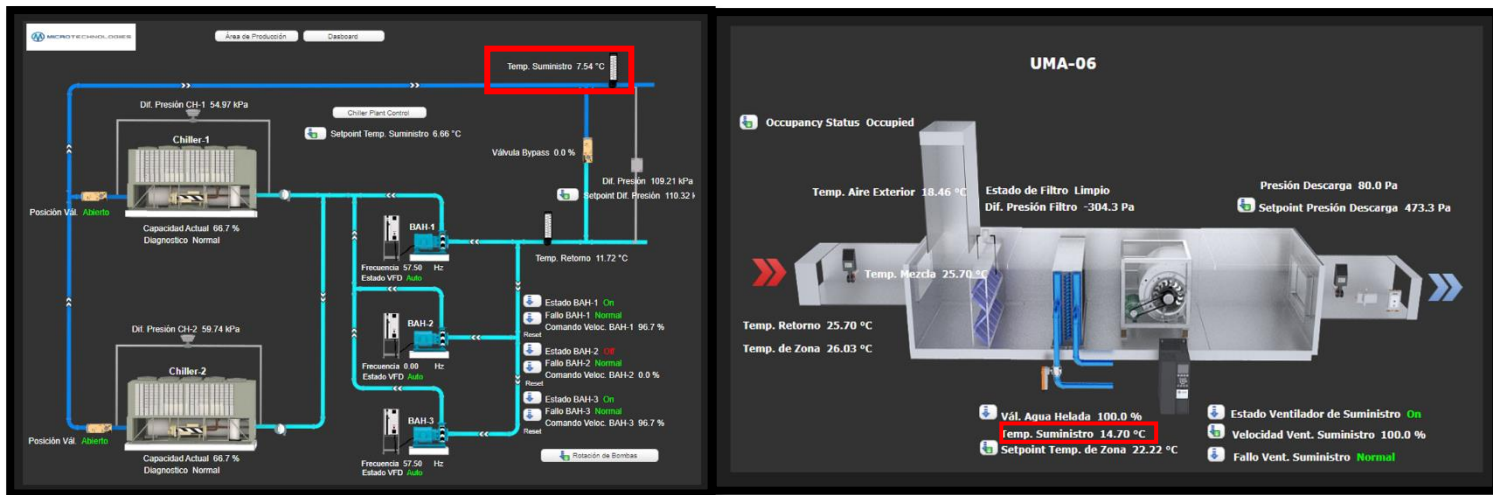 MICROTECHNOLOGIES
Área de Producción
Dasboard
Temp. Suministro 7.54 °C
Dif. Presión CH-1 54.97 kPa
Chiller Plant Control
Chiller-1
Setpoint Temp. Suministro 6.66 °C
Válvula Bypass 0.0 %
Dif. Presión 109.21 kPa
Setpoint Dif. Presión 110.32
Posición Vál. Abierto
Capacidad Actual 66.7 %
Diagnostico Normal
BAH-1
Frecuencia 57.50 Hz
Estado VFD Auto
Temp. Retorno 11.72 °C
Estado BAH-1 On
Fallo BAH-1 Normal
Comando Veloc. BAH-1 96.7 %
Reset
Dif. Presión CH-2 59.74 kPa
BAH-2
Estado BAH-2 Off
Fallo BAH-2 Normal
Comando Veloc. BAH-2 0.0 %
Reset
Chiller-2
Frecuencia 0.00 Hz
Estado VFD Auto
Estado BAH-3 On
Fallo BAH-3 Normal
Comando Veloc. BAH-3 96.7 %
Reset
BAH-3
Posición Vál. Abierto
Capacidad Actual 66.7 %
Diagnostico Normal
Frecuencia 57.50 Hz
Estado VFD Auto
Rotación de Bombas
UMA-06
Occupancy Status Occupied
Temp. Aire Exterior 18.46 °C
Estado de Filtro Limpio
Dif. Presión Filtro -304.3 Pa
Presión Descarga 80.0 Pa
Setpoint Presión Descarga 473.3 Pa
Temp. Mezcla 25.70 °C
Temp. Retorno 25.70 °C
Temp. de Zona 26.03 °C
Vál. Agua Helada 100.0 %
Temp. Suministro 14.70 °C
Setpoint Temp. de Zona 22.22 °C
Estado Ventilador de Suministro On
Velocidad Vent. Suministro 100.0 %
Fallo Vent. Suministro Normal